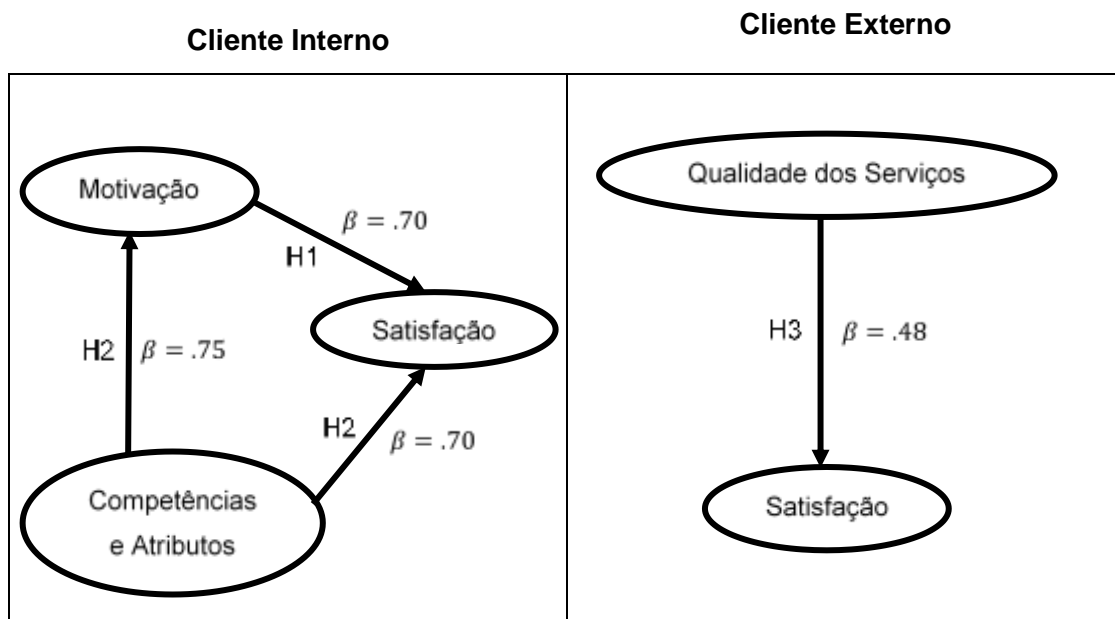 Cliente Interno
Cliente Externo
Motivação
β = .70
H1
Satisfação
H2
β = .75
H2
β = .70
Competências
e Atributos
Qualidade dos Serviços
H3
β = .48
Satisfação